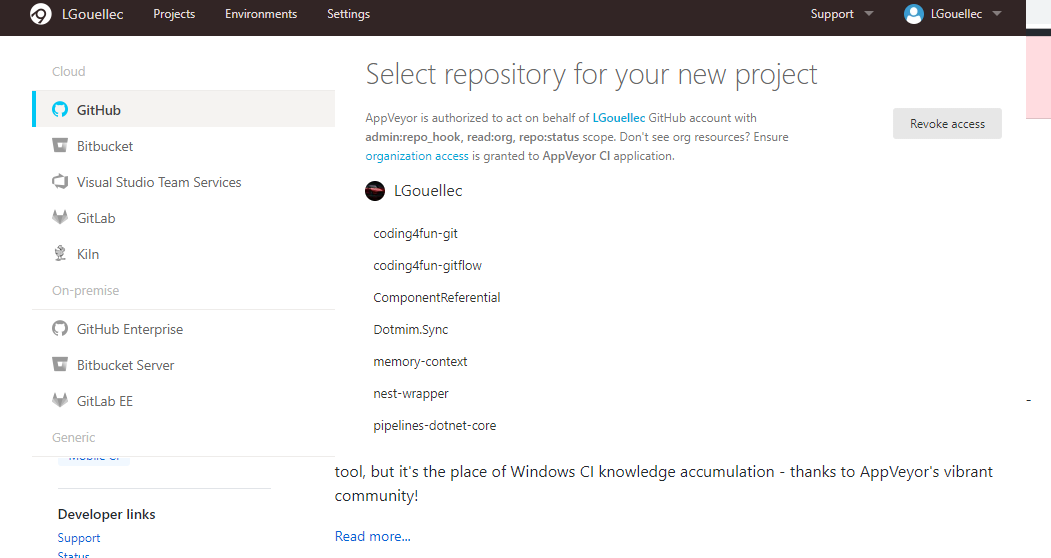 LGouellec Projects Environments Settings Support LGouellec
Cloud
GitHub
Bitbucket
Visual Studio Team Services
GitLab
Kiln
On-premise
GitHub Enterprise
Bitbucket Server
GitLab EE
Generic
Select repository for your new project
AppVeyor is authorized to act on behalf of LGouellec GitHub account with
admin:repo_hook, read:org, repo:status scope. Don't see org resources? Ensure
organization access is granted to AppVeyor CI application.
Revoke access
LGouellec
coding4fun-git
coding4fun-gitflow
ComponentReferential
Dotmim.Sync
memory-context
nest-wrapper
pipelines-dotnet-core
-
Mobile CI
tool, but it's the place of Windows CI knowledge accumulation - thanks to AppVeyor's vibrant
community!
Read more...
Developer links
Support
Status